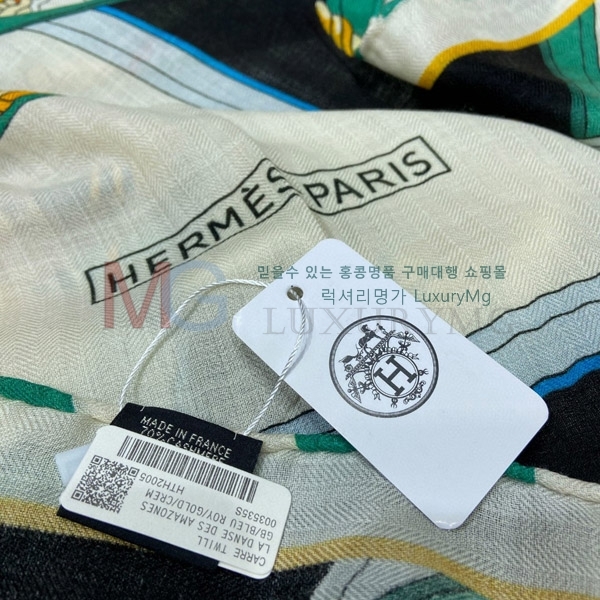 HERMÈS PARIS
믿을수 있는 홍콩명품 구매대행 쇼핑몰
럭셔리명가 LuxuryMg
MG LUXURYMG
H
MADE IN FRANCE
70% CASHMERE
CARRE TWILL
LA DANSE DES AMAZONES
GB/BLEU ROY/GOLD/CREM
003535S
HTH2005